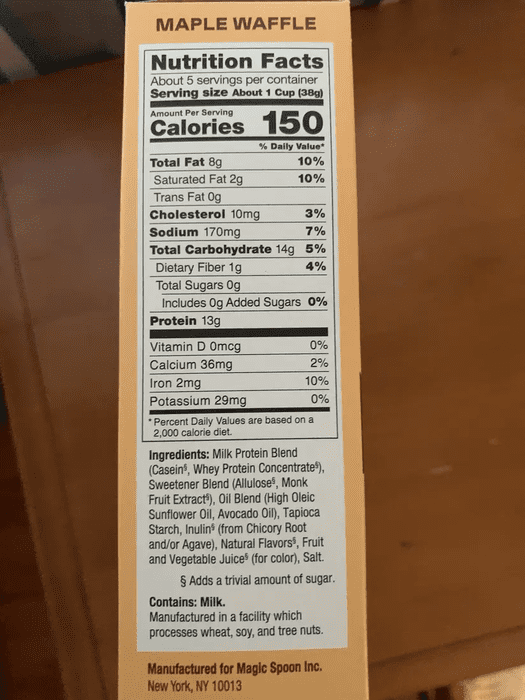 MAPLE WAFFLE
Nutrition Facts
About 5 servings per container
Serving size About 1 Cup (38g)
Amount Per Serving
Calories 150
% Daily Value*
Total Fat 8g 10%
Saturated Fat 2g 10%
Trans Fat 0g
Cholesterol 10mg 3%
Sodium 170mg 7%
Total Carbohydrate 14g 5%
Dietary Fiber 1g 4%
Total Sugars 0g
Includes 0g Added Sugars 0%
Protein 13g
Vitamin D 0mcg 0%
Calcium 36mg 2%
Iron 2mg 10%
Potassium 29mg 0%
*Percent Daily Values are based on a
2,000 calorie diet.
Ingredients: Milk Protein Blend
(Casein§, Whey Protein Concentrate§),
Sweetener Blend (Allulose§, Monk
Fruit Extract§), Oil Blend (High Oleic
Sunflower Oil, Avocado Oil), Tapioca
Starch, Inulin§ (from Chicory Root
and/or Agave), Natural Flavors§, Fruit
and Vegetable Juice§ (for color), Salt.
§ Adds a trivial amount of sugar.
Contains: Milk.
Manufactured in a facility which
processes wheat, soy, and tree nuts.
Manufactured for Magic Spoon Inc.
New York, NY 10013